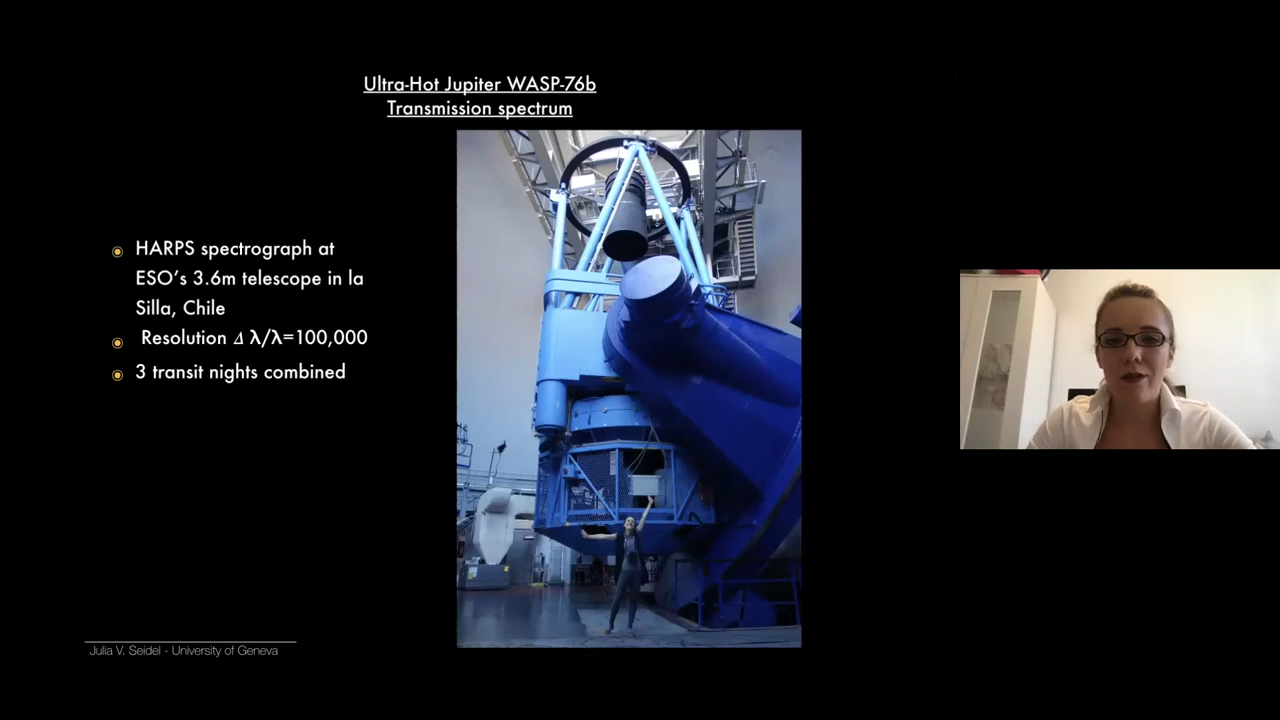 Ultra-Hot Jupiter WASP-76b
Transmission spectrum
HARPS spectrograph at
ESO’s 3.6m telescope in la
Silla, Chile
Resolution Δ λ/λ=100,000
3 transit nights combined
Julia V. Seidel - University of Geneva